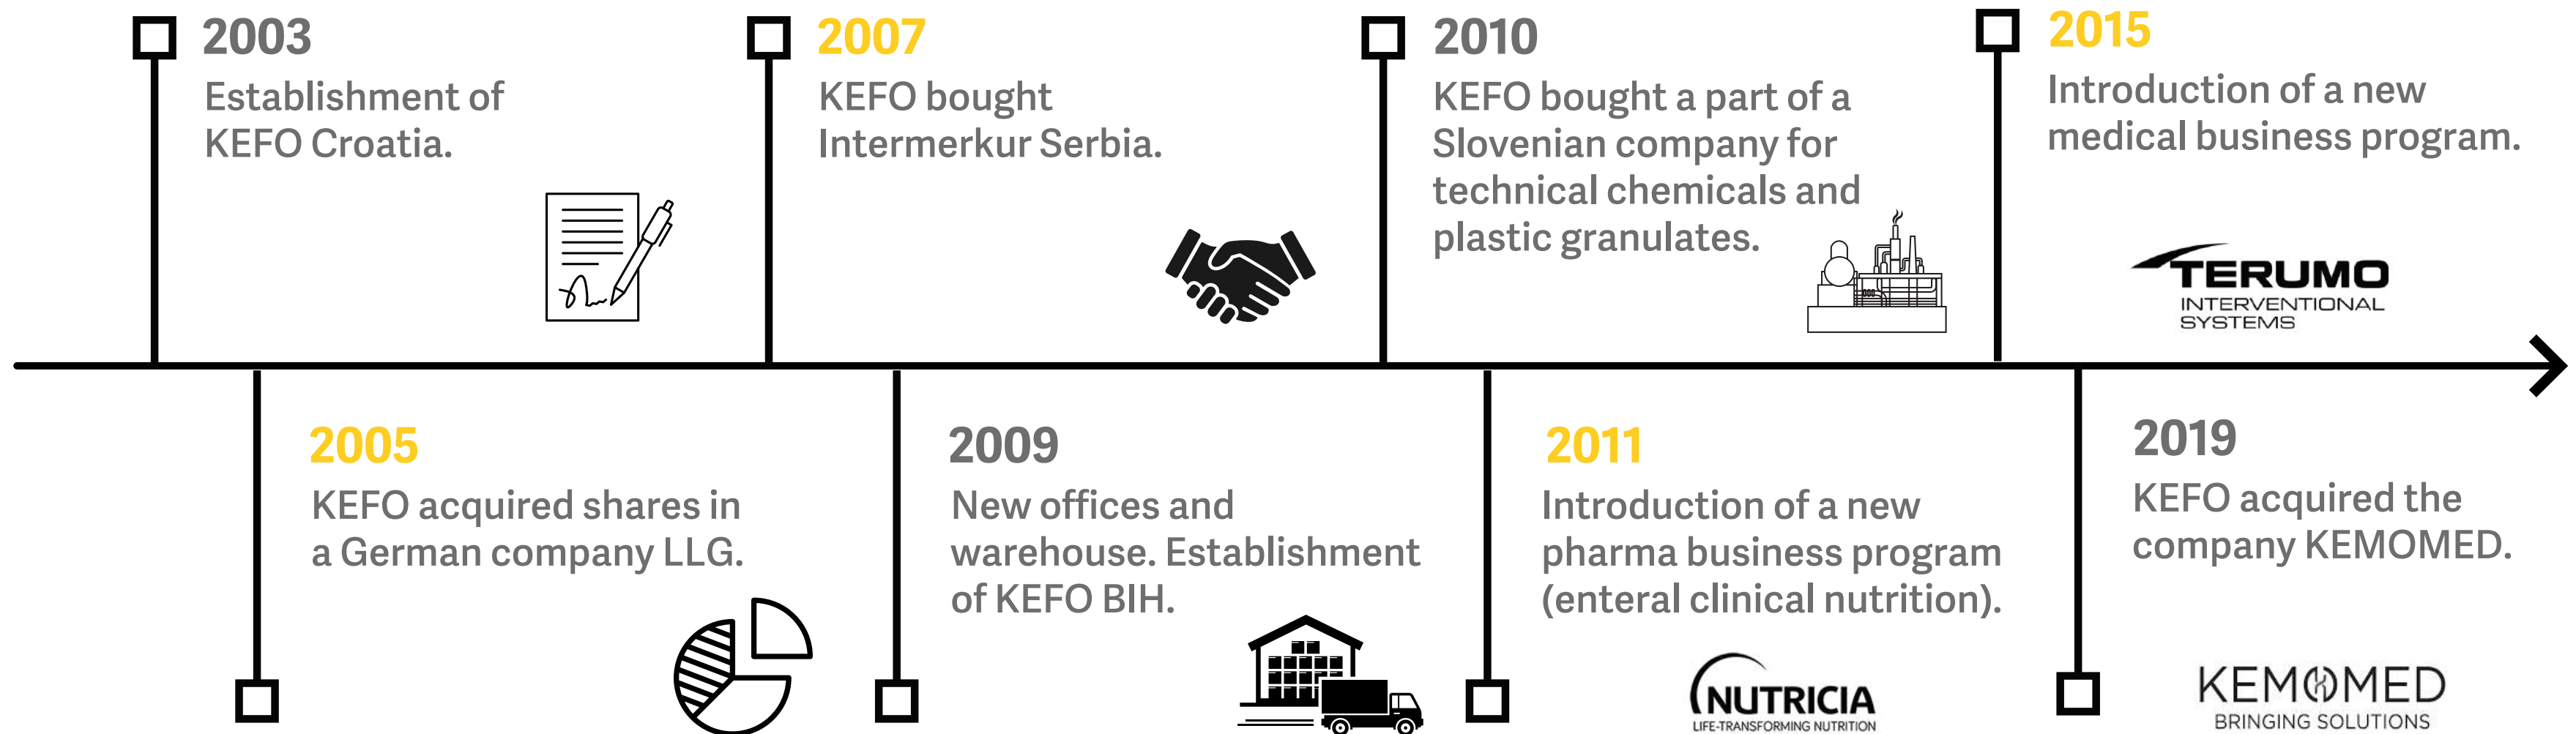 2003
Establishment of
KEFO Croatia.
2005
KEFO acquired shares in
a German company LLG.
2007
KEFO bought
Intermerkur Serbia.
2009
New offices and
warehouse. Establishment
of KEFO BIH.
2010
KEFO bought a part of a
Slovenian company for
technical chemicals and
plastic granulates.
2011
Introduction of a new
pharma business program
(enteral clinical nutrition).
NUTRICIA
LIFE-TRANSFORMING NUTRITION
2015
Introduction of a new
medical business program.
TERUMO
INTERVENTIONAL
SYSTEMS
2019
KEFO acquired the
company KEMOMED.
KEMOMED
BRINGING SOLUTIONS